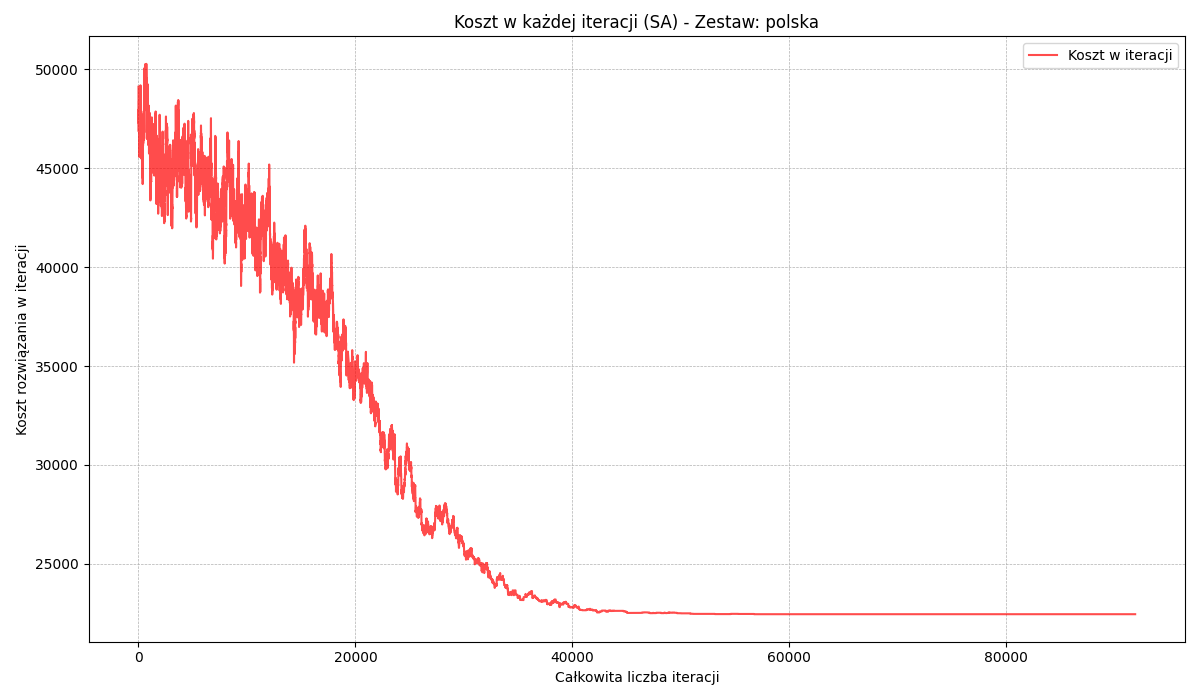 Koszt w każdej iteracji (SA) - Zestaw: polska
Koszt w iteracji
50000
45000
40000
35000
30000
25000
Koszt rozwiązania w iteracji
0
20000
40000
60000
80000
Całkowita liczba iteracji